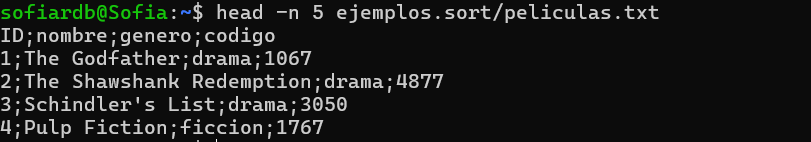 sofiardb@Sofia:~$ head -n 5 ejemplos.sort/peliculas.txt
ID;nombre;genero;codigo
1;The Godfather;drama;1067
2;The Shawshank Redemption;drama;4877
3;Schindler's List;drama;3050
4;Pulp Fiction;ficcion;1767